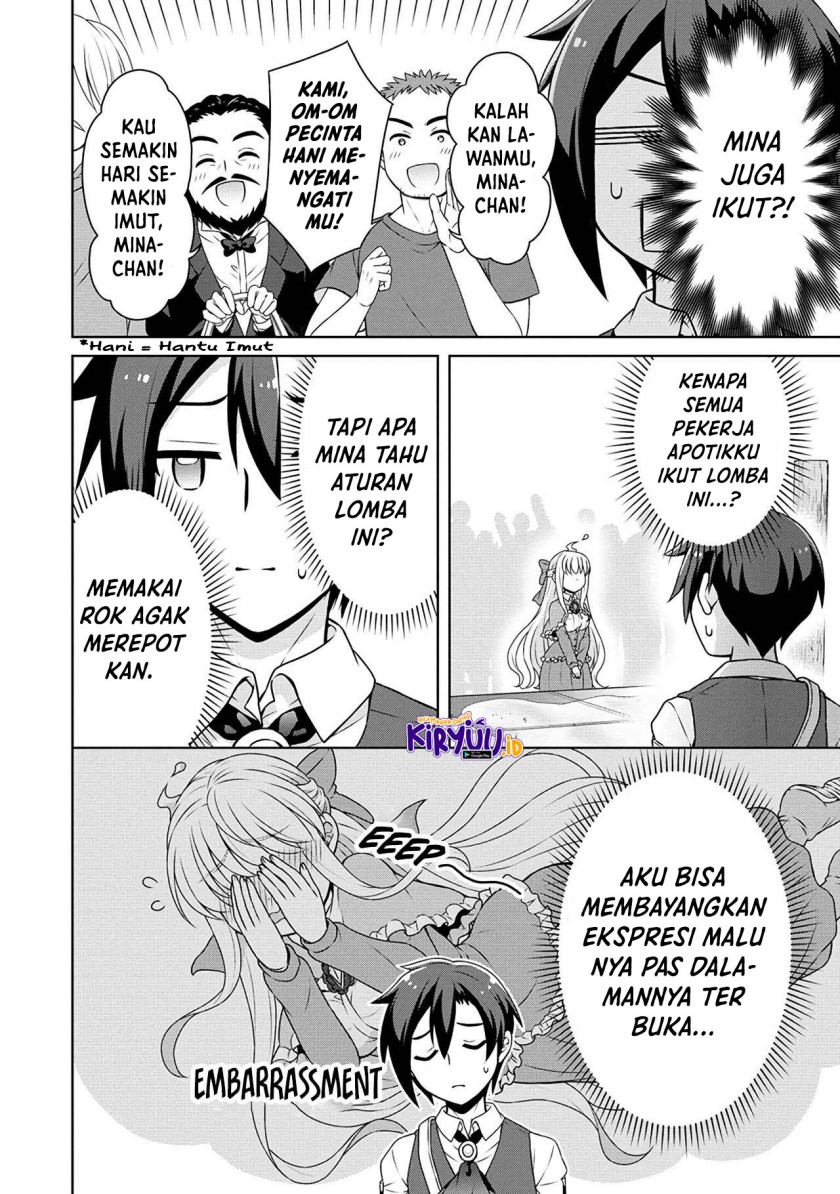 MINA
JUGA
IKUT?!
KALAH
KAN LA-
WANMU,
MINA-
CHAN!
KAMI,
OM-OM
PECINTA
HANI ME-
NYEMA-
NGATI
MU!
KAU
SEMAKIN
HARI SE-
MAKIN
IMUT,
MINA-
CHAN!
*Hani = Hantu Imut
KENAPA
SEMUA
PEKERJA
APOTIKKU
IKUT LOMBA
INI...?
TAPI APA
MINA TAHU
ATURAN
LOMBA
INI?
MEMAKAI
ROK AGAK
MEREPOT
KAN.
KIRYUU.id
EEEP
AKU BISA
MEMBAYANGKAN
EKSPRESI MALU
NYA PAS DALA-
MANNYA TER
BUKA...
EMBARRASSMENT